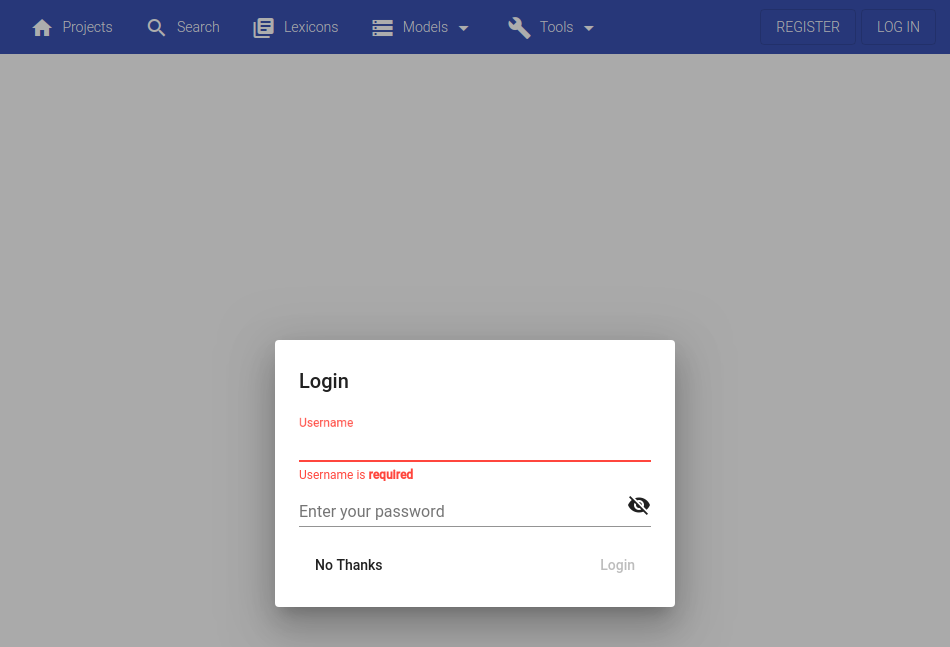 Projects Search Lexicons Models Tools REGISTER LOG IN
Login
Username
Username is required
Enter your password
No Thanks Login